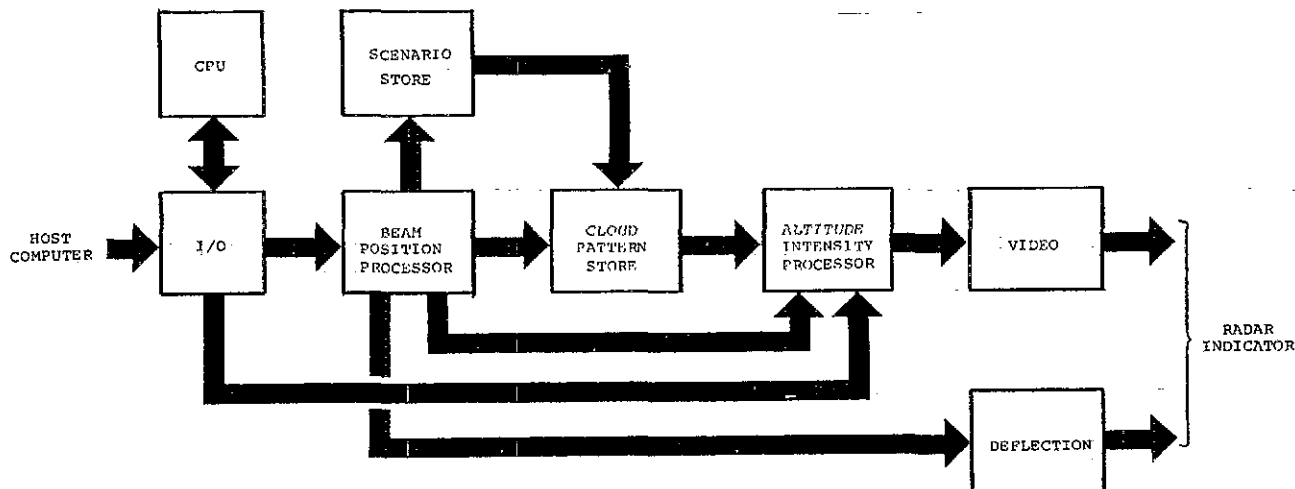 CPU
SCENARIO
STORE
HOST
COMPUTER
I/O
BEAM
POSITION
PROCESSOR
CLOUD
PATTERN
STORE
ALTITUDE
INTENSITY
PROCESSOR
VIDEO
RADAR
INDICATOR
DEFLECTION